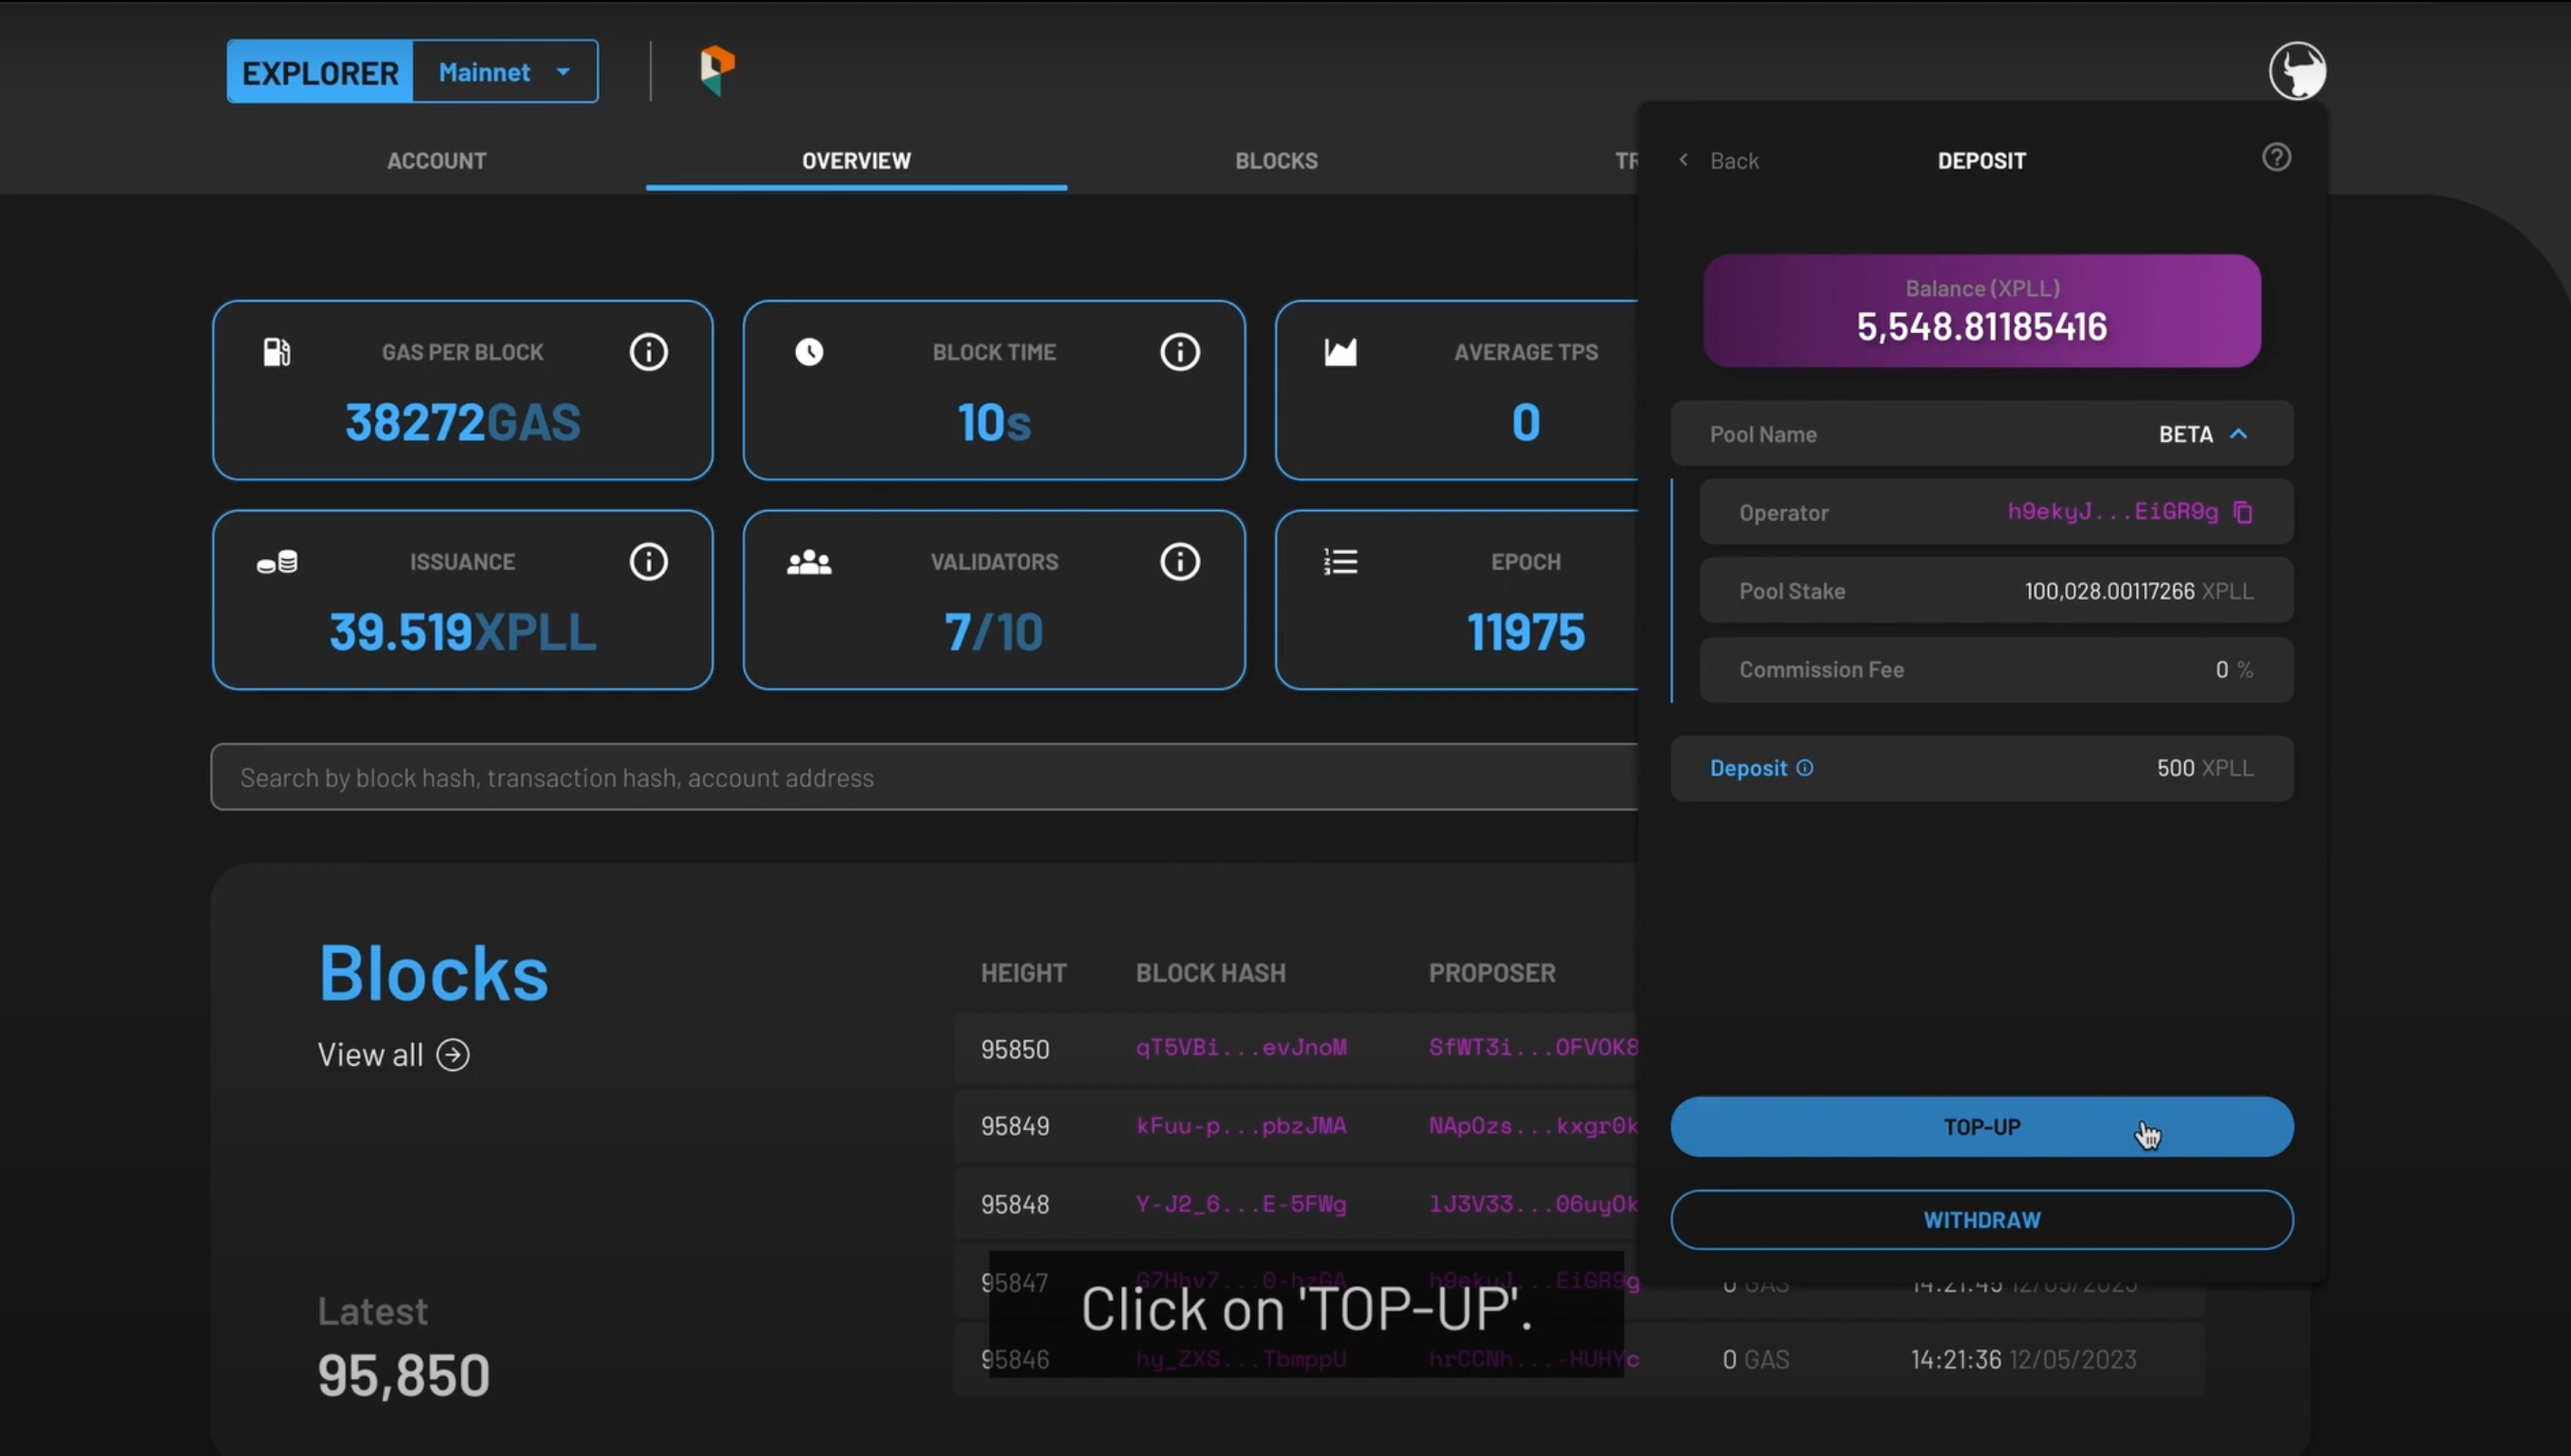 EXPLORER Mainnet
ACCOUNT OVERVIEW BLOCKS TR
GAS PER BLOCK
38272GAS
BLOCK TIME
10s
AVERAGE TPS
0
ISSUANCE
39.519XPLL
VALIDATORS
7/10
EPOCH
11975
Search by block hash, transaction hash, account address
Blocks
View all
Latest
95,850
HEIGHT BLOCK HASH PROPOSER
95850 qT5VBi...evJnoM SfWT3i...OFVOK8
95849 kFuu-p...pbzJMA NApOzs...kxgr0k
95848 Y-J2_6...E-5FWg lJ3V33...06uyOk
95847 G7Hbv7...0-hzGA h9ekyJ...EiGR9g 0 GAS 14:21:45 12/05/2023
95846 hy_ZXS...TbmppU hrCCNh...-HUHYc 0 GAS 14:21:36 12/05/2023
Back DEPOSIT
Balance (XPLL)
5,548.81185416
Pool Name BETA
Operator h9ekyJ...EiGR9g
Pool Stake 100,028.00117266 XPLL
Commission Fee 0 %
Deposit 500 XPLL
TOP-UP
WITHDRAW
Click on 'TOP-UP'.